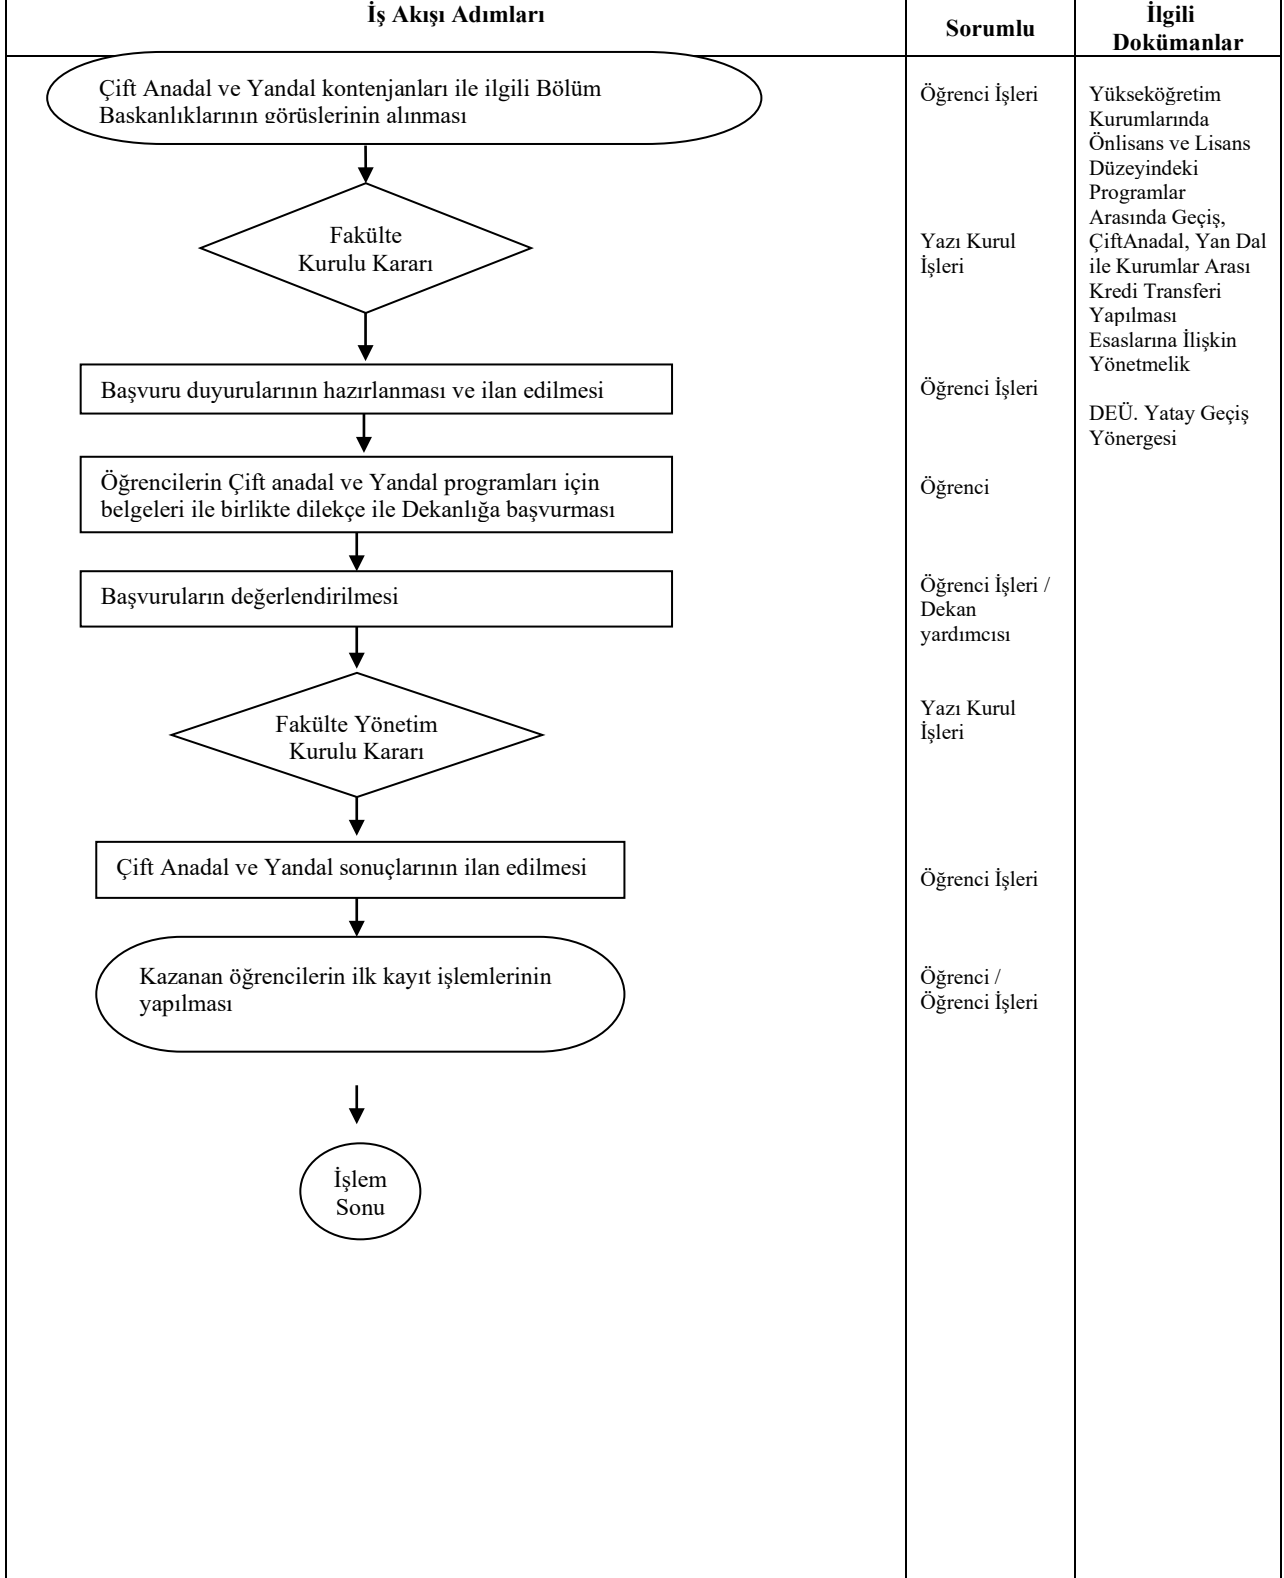 İş Akışı Adımları
Sorumlu
İlgili
Dokümanlar
Çift Anadal ve Yandal kontenjanları ile ilgili Bölüm
Başkanlıklarının görüşlerinin alınması
Fakülte
Kurulu Kararı
Başvuru duyurularının hazırlanması ve ilan edilmesi
Öğrencilerin Çift anadal ve Yandal programları için
belgeleri ile birlikte dilekçe ile Dekanlığa başvurması
Başvuruların değerlendirilmesi
Fakülte Yönetim
Kurulu Kararı
Çift Anadal ve Yandal sonuçlarının ilan edilmesi
Kazanan öğrencilerin ilk kayıt işlemlerinin
yapılması
İşlem
Sonu
Öğrenci İşleri
Yazı Kurul
İşleri
Öğrenci İşleri
Öğrenci
Öğrenci İşleri /
Dekan
yardımcısı
Yazı Kurul
İşleri
Öğrenci İşleri
Öğrenci /
Öğrenci İşleri
Yükseköğretim
Kurumlarında
Önlisans ve Lisans
Düzeyindeki
Programlar
Arasında Geçiş,
ÇiftAnadal, Yan Dal
ile Kurumlar Arası
Kredi Transferi
Yapılması
Esaslarına İlişkin
Yönetmelik
DEÜ. Yatay Geçiş
Yönergesi